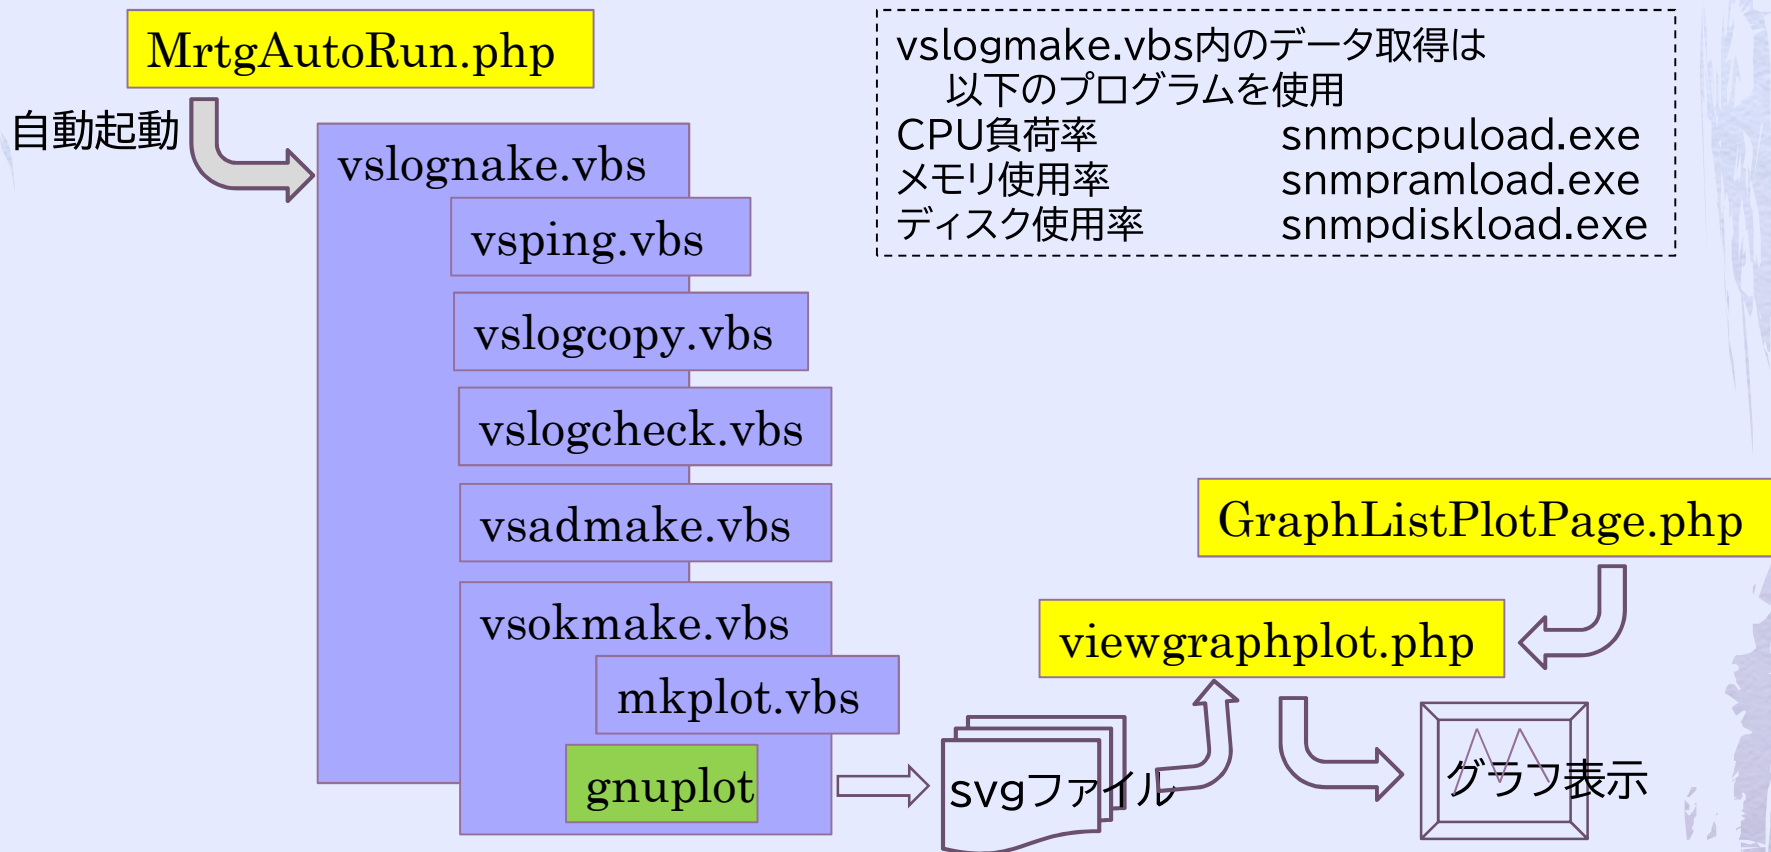 MrtgAutoRun.php
自動起動
vslognake.vbs
vsping.vbs
vslogcopy.vbs
vslogcheck.vbs
vsadmake.vbs
vsokmake.vbs
mkplot.vbs
gnuplot
vslogmake.vbs内のデータ取得は
以下のプログラムを使用
CPU負荷率 snmpcpuload.exe
メモリ使用率 snmpramload.exe
ディスク使用率 snmpdiskload.exe
GraphListPlotPage.php
viewgraphplot.php
svgファイル
グラフ表示